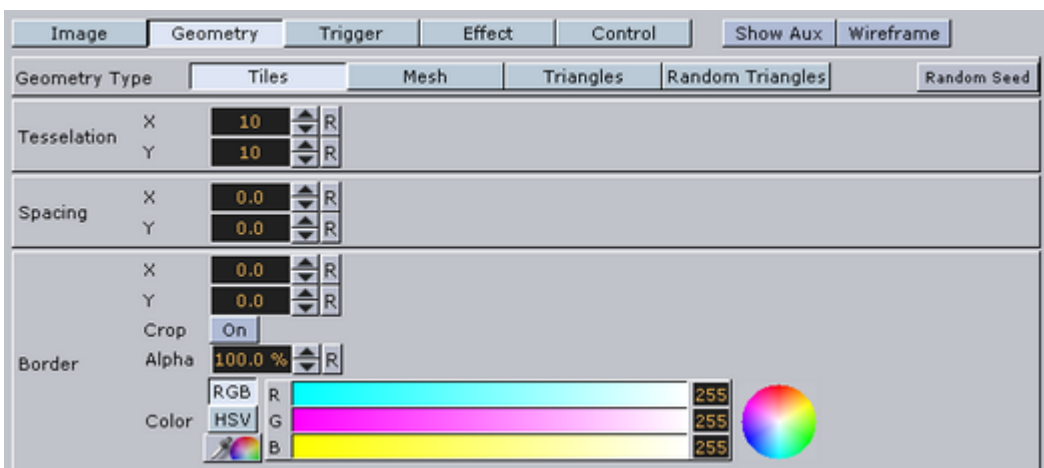 Image Geometry Trigger Effect Control Show Aux Wireframe
Geometry Type Tiles Mesh Triangles Random Triangles Random Seed
Tesselation
X 10 R
Y 10 R
Spacing
X 0.0 R
Y 0.0 R
Border
X 0.0 R
Y 0.0 R
Crop On
Alpha 100.0 % R
Color
RGB R 255
HSV G 255
B 255